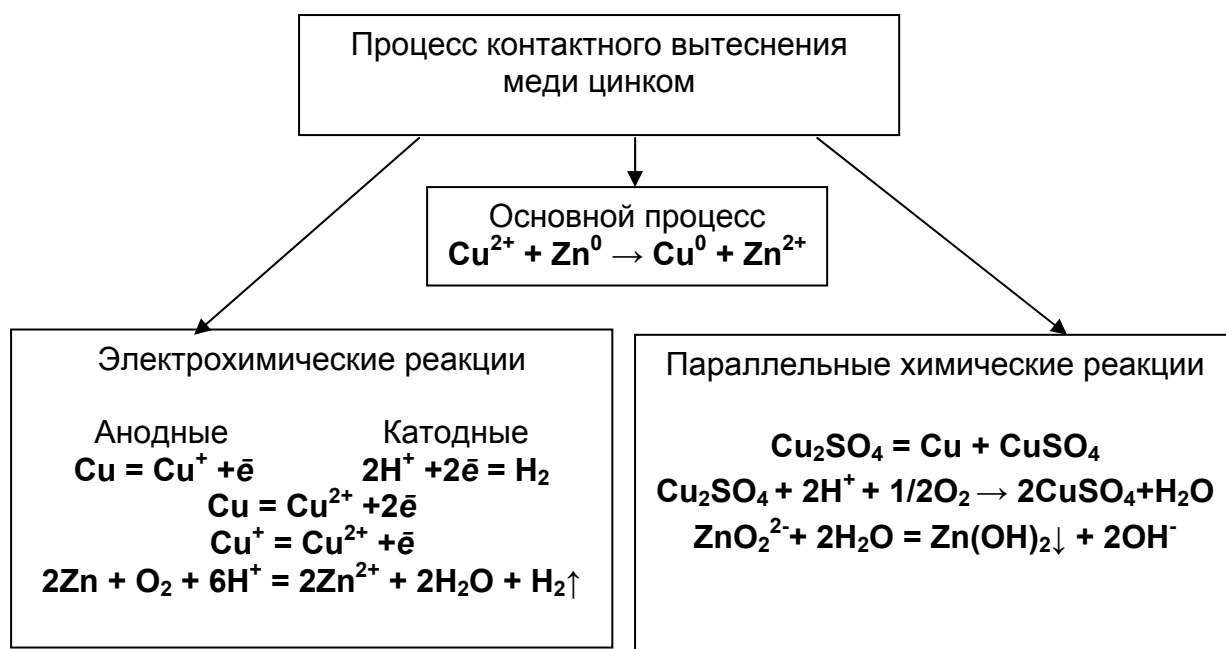 Процесс контактного вытеснения
меди цинком
Основной процесс
Cu²⁺ + Zn⁰ → Cu⁰ + Zn²⁺
Электрохимические реакции
Анодные Катодные
Cu = Cu⁺ +ē 2H⁺ +2ē = H₂
Cu = Cu²⁺ +2ē
Cu⁺ = Cu²⁺ +ē
2Zn + O₂ + 6H⁺ = 2Zn²⁺ + 2H₂O + H₂↑
Параллельные химические реакции
Cu₂SO₄ = Cu + CuSO₄
Cu₂SO₄ + 2H⁺ + 1/2O₂ → 2CuSO₄+H₂O
ZnO₂²⁻+ 2H₂O = Zn(OH)₂↓ + 2OH⁻